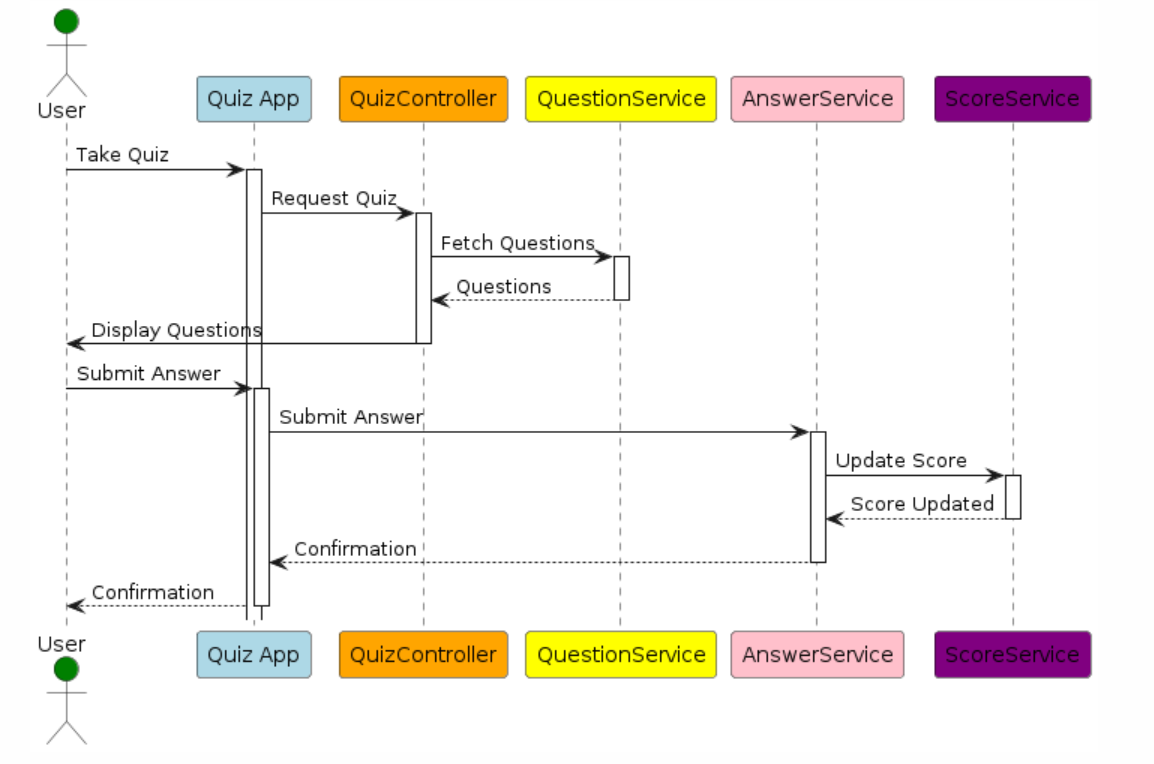 User
Quiz App
QuizController
QuestionService
AnswerService
ScoreService
Take Quiz
Request Quiz
Fetch Questions
Questions
Display Questions
Submit Answer
Submit Answer
Update Score
Score Updated
Confirmation
Confirmation
User
Quiz App
QuizController
QuestionService
AnswerService
ScoreService